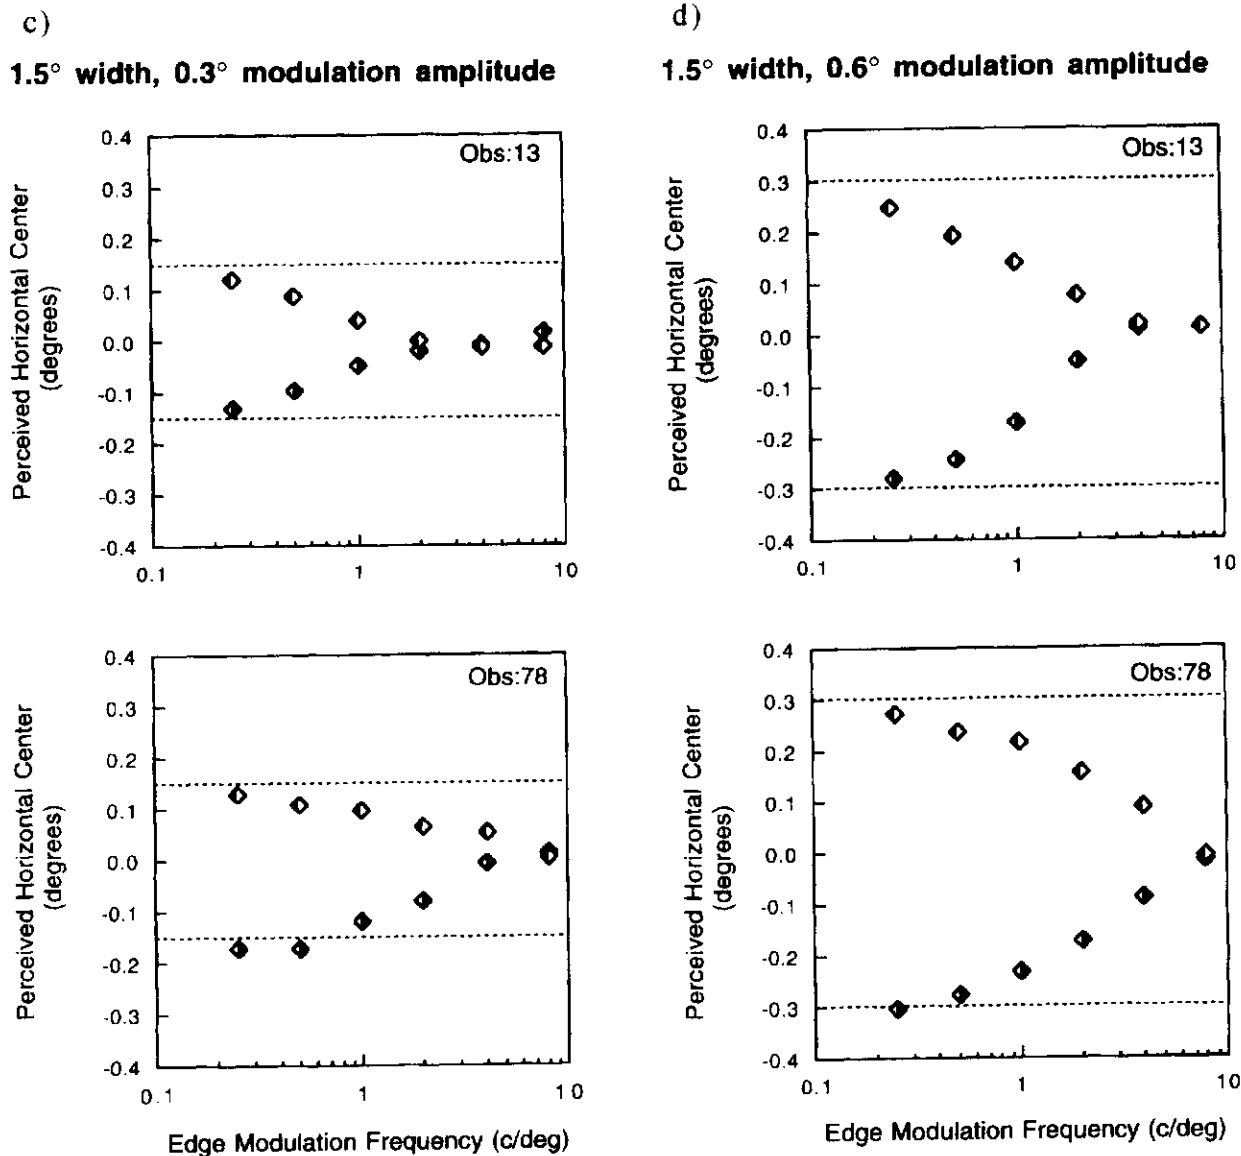 c)
1.5° width, 0.3° modulation amplitude
Obs:13
Perceived Horizontal Center
(degrees)
0.4
0.3
0.2
0.1
0.0
-0.1
-0.2
-0.3
-0.4
0.1
1
10
Obs:78
Perceived Horizontal Center
(degrees)
0.4
0.3
0.2
0.1
0.0
-0.1
-0.2
-0.3
-0.4
0.1
1
10
Edge Modulation Frequency (c/deg)
d)
1.5° width, 0.6° modulation amplitude
Obs:13
Perceived Horizontal Center
(degrees)
0.4
0.3
0.2
0.1
0.0
-0.1
-0.2
-0.3
-0.4
0.1
1
10
Obs:78
Perceived Horizontal Center
(degrees)
0.4
0.3
0.2
0.1
0.0
-0.1
-0.2
-0.3
-0.4
0.1
1
10
Edge Modulation Frequency (c/deg)